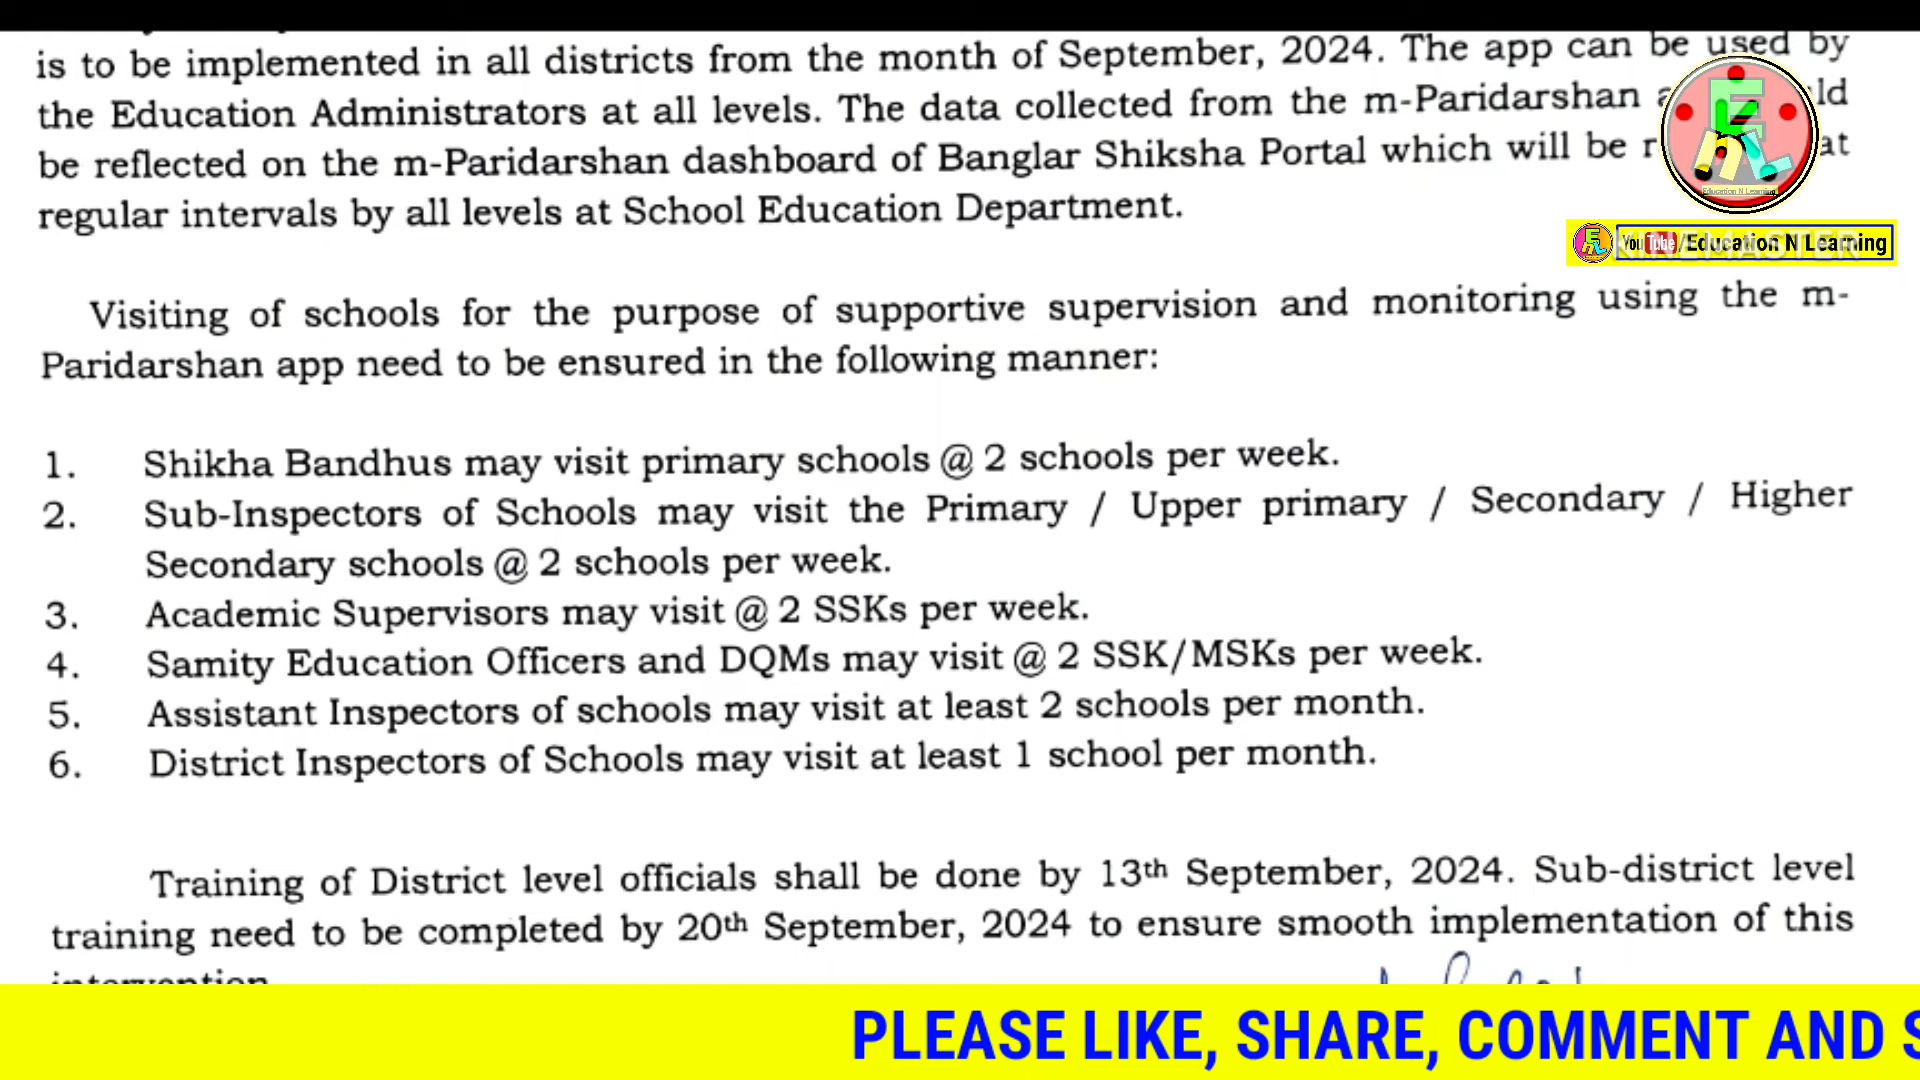 is to be implemented in all districts from the month of September, 2024. The app can be used by
the Education Administrators at all levels. The data collected from the m-Paridarshan
be reflected on the m-Paridarshan dashboard of Banglar Shiksha Portal which will be at
regular intervals by all levels at School Education Department.
Education N Learning
YouTube/Education N Learning
KINEMASTER
Visiting of schools for the purpose of supportive supervision and monitoring using the m-
Paridarshan app need to be ensured in the following manner:
1. Shikha Bandhus may visit primary schools @ 2 schools per week.
2. Sub-Inspectors of Schools may visit the Primary / Upper primary / Secondary / Higher
Secondary schools @ 2 schools per week.
3. Academic Supervisors may visit @ 2 SSKs per week.
4. Samity Education Officers and DQMs may visit @ 2 SSK/MSKs per week.
5. Assistant Inspectors of schools may visit at least 2 schools per month.
6. District Inspectors of Schools may visit at least 1 school per month.
Training of District level officials shall be done by 13th September, 2024. Sub-district level
training need to be completed by 20th September, 2024 to ensure smooth implementation of this
intervention
PLEASE LIKE, SHARE, COMMENT AND S